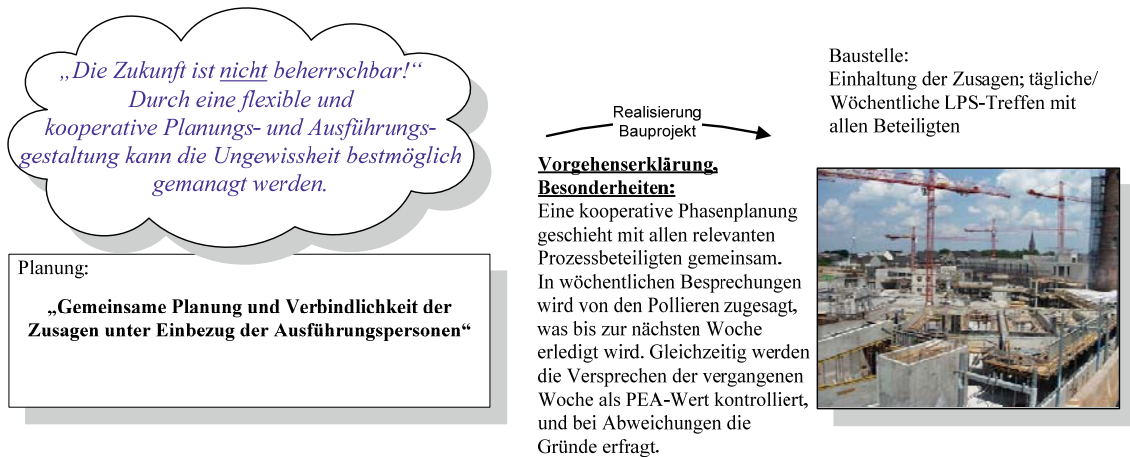 „Die Zukunft ist nicht beherrschbar!“
Durch eine flexible und
kooperative Planungs- und Ausführungs-
gestaltung kann die Ungewissheit bestmöglich
gemanagt werden.
Planung:
„Gemeinsame Planung und Verbindlichkeit der
Zusagen unter Einbezug der Ausführungspersonen“
Realisierung
Bauprojekt
Vorgehenserklärung,
Besonderheiten:
Eine kooperative Phasenplanung
geschieht mit allen relevanten
Prozessbeteiligten gemeinsam.
In wöchentlichen Besprechungen
wird von den Pollieren zugesagt,
was bis zur nächsten Woche
erledigt wird. Gleichzeitig werden
die Versprechen der vergangenen
Woche als PEA-Wert kontrolliert,
und bei Abweichungen die
Gründe erfragt.
Baustelle:
Einhaltung der Zusagen; tägliche/
Wöchentliche LPS-Treffen mit
allen Beteiligten